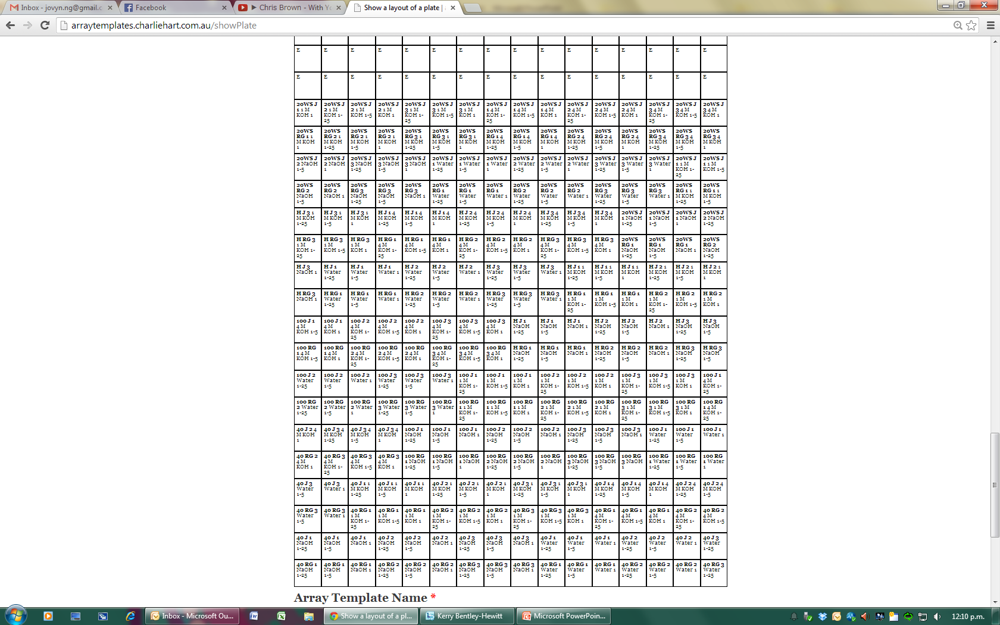 Inbox - jovyn.ng@gmail.c
Facebook
▶ Chris Brown - With Y
Show a layout of a plate |
arraytemplates.charliehart.com.au/showPlate
E E E E E E E E E E E E E E E E
E E E E E E E E E E E E E E E E
20WS J 1 1 M KOH 1 20WS J 2 1 M KOH 1-25 20WS J 2 1 M KOH 1-5 20WS J 2 1 M KOH 1 20WS J 3 1 M KOH 1-25 20WS J 3 1 M KOH 1-5 20WS J 3 1 M KOH 1 20WS J 1 4 M KOH 1-25 20WS J 1 4 M KOH 1-5 20WS J 1 4 M KOH 1 20WS J 2 4 M KOH 1-25 20WS J 2 4 M KOH 1-5 20WS J 2 4 M KOH 1 20WS J 3 4 M KOH 1-25 20WS J 3 4 M KOH 1-5 20WS J 3 4 M KOH 1
20WS RG 1 1 M KOH 1 20WS RG 2 1 M KOH 1-25 20WS RG 2 1 M KOH 1-5 20WS RG 2 1 M KOH 1 20WS RG 3 1 M KOH 1-25 20WS RG 3 1 M KOH 1-5 20WS RG 3 1 M KOH 1 20WS RG 1 4 M KOH 1-25 20WS RG 1 4 M KOH 1-5 20WS RG 1 4 M KOH 1 20WS RG 2 4 M KOH 1-25 20WS RG 2 4 M KOH 1-5 20WS RG 2 4 M KOH 1 20WS RG 3 4 M KOH 1-25 20WS RG 3 4 M KOH 1-5 20WS RG 3 4 M KOH 1
20WS J 2 NaOH 1-5 20WS J 2 NaOH 1 20WS J 3 NaOH 1-25 20WS J 3 NaOH 1-5 20WS J 3 NaOH 1 20WS J 1 Water 1-25 20WS J 1 Water 1-5 20WS J 1 Water 1 20WS J 2 Water 1-25 20WS J 2 Water 1-5 20WS J 2 Water 1 20WS J 3 Water 1-25 20WS J 3 Water 1-5 20WS J 3 Water 1 20WS J 1 1 M KOH 1-25 20WS J 1 1 M KOH 1-5
20WS RG 2 NaOH 1-5 20WS RG 2 NaOH 1 20WS RG 3 NaOH 1-25 20WS RG 3 NaOH 1-5 20WS RG 3 NaOH 1 20WS RG 1 Water 1-25 20WS RG 1 Water 1-5 20WS RG 1 Water 1 20WS RG 2 Water 1-25 20WS RG 2 Water 1-5 20WS RG 2 Water 1 20WS RG 3 Water 1-25 20WS RG 3 Water 1-5 20WS RG 3 Water 1 20WS RG 1 1 M KOH 1-25 20WS RG 1 1 M KOH 1-5
H J 3 1 M KOH 1-25 H J 3 1 M KOH 1-5 H J 3 1 M KOH 1 H J 1 4 M KOH 1-25 H J 1 4 M KOH 1-5 H J 1 4 M KOH 1 H J 2 4 M KOH 1-25 H J 2 4 M KOH 1-5 H J 2 4 M KOH 1 H J 3 4 M KOH 1-25 H J 3 4 M KOH 1-5 H J 3 4 M KOH 1 20WS J 1 NaOH 1-25 20WS J 1 NaOH 1-5 20WS J 1 NaOH 1 20WS J 2 NaOH 1-25
H RG 3 1 M KOH 1-25 H RG 3 1 M KOH 1-5 H RG 3 1 M KOH 1 H RG 1 4 M KOH 1-25 H RG 1 4 M KOH 1-5 H RG 1 4 M KOH 1 H RG 2 4 M KOH 1-25 H RG 2 4 M KOH 1-5 H RG 2 4 M KOH 1 H RG 3 4 M KOH 1-25 H RG 3 4 M KOH 1-5 H RG 3 4 M KOH 1 20WS RG 1 NaOH 1-25 20WS RG 1 NaOH 1-5 20WS RG 1 NaOH 1 20WS RG 2 NaOH 1-25
H J 3 NaOH 1 H J 1 Water 1-25 H J 1 Water 1-5 H J 1 Water 1 H J 2 Water 1-25 H J 2 Water 1-5 H J 2 Water 1 H J 3 Water 1-25 H J 3 Water 1-5 H J 3 Water 1 H J 1 1 M KOH 1-25 H J 1 1 M KOH 1-5 H J 1 1 M KOH 1 H J 2 1 M KOH 1-25 H J 2 1 M KOH 1-5 H J 2 1 M KOH 1
H RG 3 NaOH 1 H RG 1 Water 1-25 H RG 1 Water 1-5 H RG 1 Water 1 H RG 2 Water 1-25 H RG 2 Water 1-5 H RG 2 Water 1 H RG 3 Water 1-25 H RG 3 Water 1-5 H RG 3 Water 1 H RG 1 1 M KOH 1-25 H RG 1 1 M KOH 1-5 H RG 1 1 M KOH 1 H RG 2 1 M KOH 1-25 H RG 2 1 M KOH 1-5 H RG 2 1 M KOH 1
100 J 1 4 M KOH 1-5 100 J 1 4 M KOH 1 100 J 2 4 M KOH 1-25 100 J 2 4 M KOH 1-5 100 J 2 4 M KOH 1 100 J 3 4 M KOH 1-25 100 J 3 4 M KOH 1-5 100 J 3 4 M KOH 1 H J 1 NaOH 1-25 H J 1 NaOH 1-5 H J 1 NaOH 1 H J 2 NaOH 1-25 H J 2 NaOH 1-5 H J 2 NaOH 1 H J 3 NaOH 1-25 H J 3 NaOH 1-5
100 RG 1 4 M KOH 1-5 100 RG 1 4 M KOH 1 100 RG 2 4 M KOH 1-25 100 RG 2 4 M KOH 1-5 100 RG 2 4 M KOH 1 100 RG 3 4 M KOH 1-25 100 RG 3 4 M KOH 1-5 100 RG 3 4 M KOH 1 H RG 1 NaOH 1-25 H RG 1 NaOH 1-5 H RG 1 NaOH 1 H RG 2 NaOH 1-25 H RG 2 NaOH 1-5 H RG 2 NaOH 1 H RG 3 NaOH 1-25 H RG 3 NaOH 1-5
100 J 2 Water 1-25 100 J 2 Water 1-5 100 J 2 Water 1 100 J 3 Water 1-25 100 J 3 Water 1-5 100 J 3 Water 1 100 J 1 1 M KOH 1-25 100 J 1 1 M KOH 1-5 100 J 1 1 M KOH 1 100 J 2 1 M KOH 1-25 100 J 2 1 M KOH 1-5 100 J 2 1 M KOH 1 100 J 3 1 M KOH 1-25 100 J 3 1 M KOH 1-5 100 J 3 1 M KOH 1 100 J 1 4 M KOH 1-25
100 RG 2 Water 1-25 100 RG 2 Water 1-5 100 RG 2 Water 1 100 RG 3 Water 1-25 100 RG 3 Water 1-5 100 RG 3 Water 1 100 RG 1 1 M KOH 1-25 100 RG 1 1 M KOH 1-5 100 RG 1 1 M KOH 1 100 RG 2 1 M KOH 1-25 100 RG 2 1 M KOH 1-5 100 RG 2 1 M KOH 1 100 RG 3 1 M KOH 1-25 100 RG 3 1 M KOH 1-5 100 RG 3 1 M KOH 1 100 RG 1 4 M KOH 1-25
40 J 2 4 M KOH 1 40 J 3 4 M KOH 1-25 40 J 3 4 M KOH 1-5 40 J 3 4 M KOH 1 100 J 1 NaOH 1-25 100 J 1 NaOH 1-5 100 J 1 NaOH 1 100 J 2 NaOH 1-25 100 J 2 NaOH 1-5 100 J 2 NaOH 1 100 J 3 NaOH 1-25 100 J 3 NaOH 1-5 100 J 3 NaOH 1 100 J 1 Water 1-25 100 J 1 Water 1-5 100 J 1 Water 1
40 RG 2 4 M KOH 1 40 RG 3 4 M KOH 1-25 40 RG 3 4 M KOH 1-5 40 RG 3 4 M KOH 1 100 RG 1 NaOH 1-25 100 RG 1 NaOH 1-5 100 RG 1 NaOH 1 100 RG 2 NaOH 1-25 100 RG 2 NaOH 1-5 100 RG 2 NaOH 1 100 RG 3 NaOH 1-25 100 RG 3 NaOH 1-5 100 RG 3 NaOH 1 100 RG 1 Water 1-25 100 RG 1 Water 1-5 100 RG 1 Water 1
40 J 3 Water 1-5 40 J 3 Water 1 40 J 1 1 M KOH 1-25 40 J 1 1 M KOH 1-5 40 J 1 1 M KOH 1 40 J 2 1 M KOH 1-25 40 J 2 1 M KOH 1-5 40 J 2 1 M KOH 1 40 J 3 1 M KOH 1-25 40 J 3 1 M KOH 1-5 40 J 3 1 M KOH 1 40 J 1 4 M KOH 1-25 40 J 1 4 M KOH 1-5 40 J 1 4 M KOH 1 40 J 2 4 M KOH 1-25 40 J 2 4 M KOH 1-5
40 RG 3 Water 1-5 40 RG 3 Water 1 40 RG 1 1 M KOH 1-25 40 RG 1 1 M KOH 1-5 40 RG 1 1 M KOH 1 40 RG 2 1 M KOH 1-25 40 RG 2 1 M KOH 1-5 40 RG 2 1 M KOH 1 40 RG 3 1 M KOH 1-25 40 RG 3 1 M KOH 1-5 40 RG 3 1 M KOH 1 40 RG 1 4 M KOH 1-25 40 RG 1 4 M KOH 1-5 40 RG 1 4 M KOH 1 40 RG 2 4 M KOH 1-25 40 RG 2 4 M KOH 1-5
40 J 1 NaOH 1-25 40 J 1 NaOH 1-5 40 J 1 NaOH 1 40 J 2 NaOH 1-25 40 J 2 NaOH 1-5 40 J 2 NaOH 1 40 J 3 NaOH 1-25 40 J 3 NaOH 1-5 40 J 3 NaOH 1 40 J 1 Water 1-25 40 J 1 Water 1-5 40 J 1 Water 1 40 J 2 Water 1-25 40 J 2 Water 1-5 40 J 2 Water 1 40 J 3 Water 1-25
40 RG 1 NaOH 1-25 40 RG 1 NaOH 1-5 40 RG 1 NaOH 1 40 RG 2 NaOH 1-25 40 RG 2 NaOH 1-5 40 RG 2 NaOH 1 40 RG 3 NaOH 1-25 40 RG 3 NaOH 1-5 40 RG 3 NaOH 1 40 RG 1 Water 1-25 40 RG 1 Water 1-5 40 RG 1 Water 1 40 RG 2 Water 1-25 40 RG 2 Water 1-5 40 RG 2 Water 1 40 RG 3 Water 1-25
Array Template Name *
Inbox - Microsoft Ou...
Show a layout of a pl...
Kerry Bentley-Hewitt
Microsoft PowerPoin...
12:10 p.m.